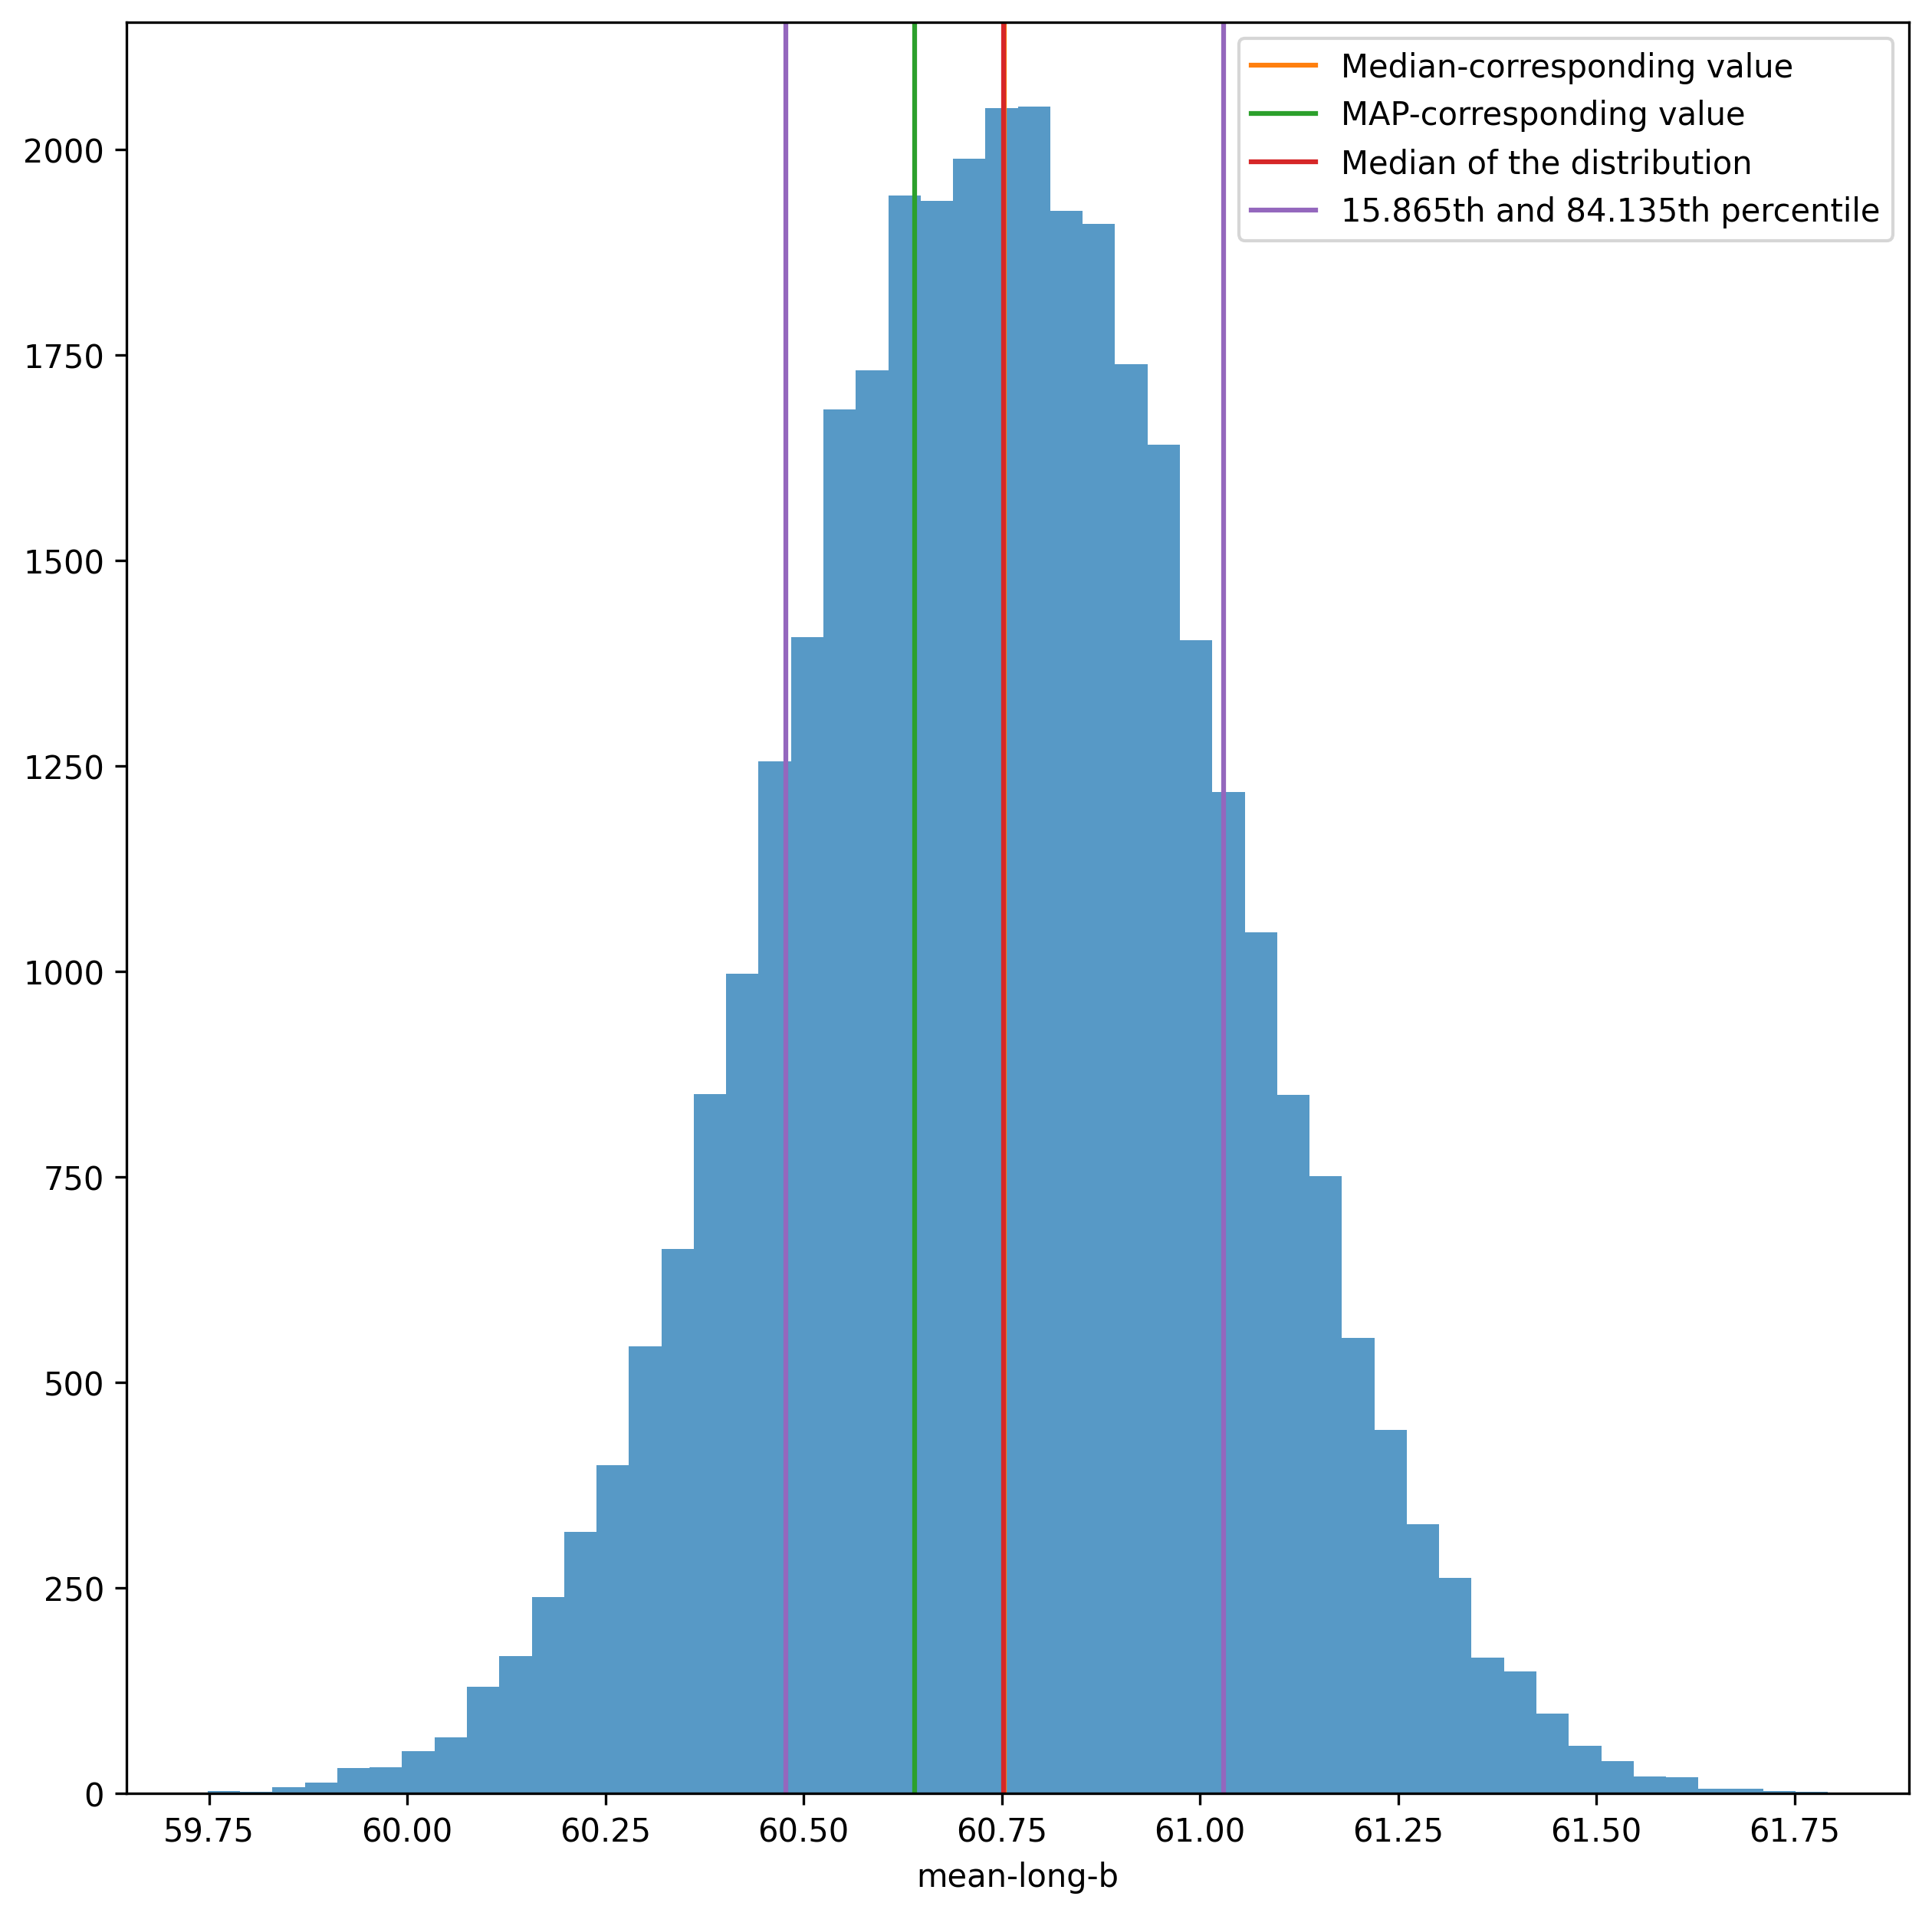 Median-corresponding value
MAP-corresponding value
Median of the distribution
15.865th and 84.135th percentile
2000
1750
1500
1250
1000
750
500
250
0
59.75 60.00 60.25 60.50 60.75 61.00 61.25 61.50 61.75
mean-long-b